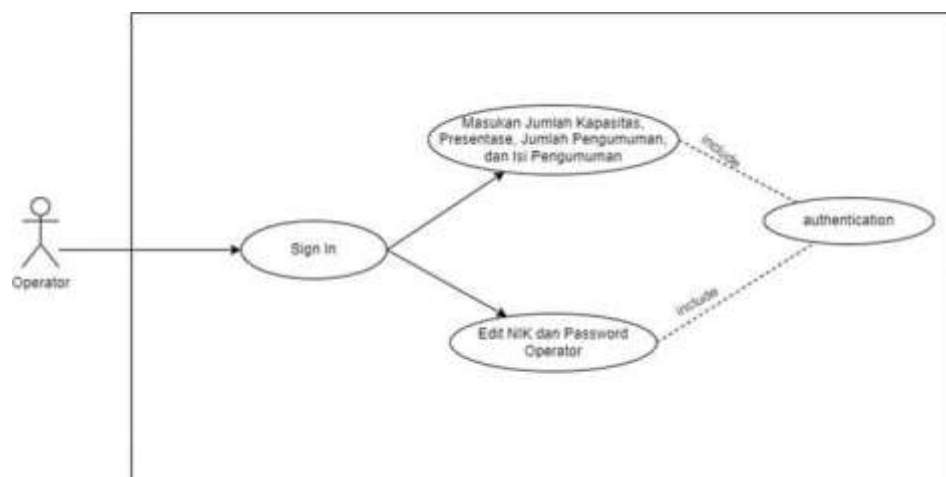 Masukan Jumlah Kapasitas,
Presentase, Jumlah Pengumuman,
dan Isi Pengumuman
include
authentication
Sign In
Operator
include
Edit NIK dan Password
Operator